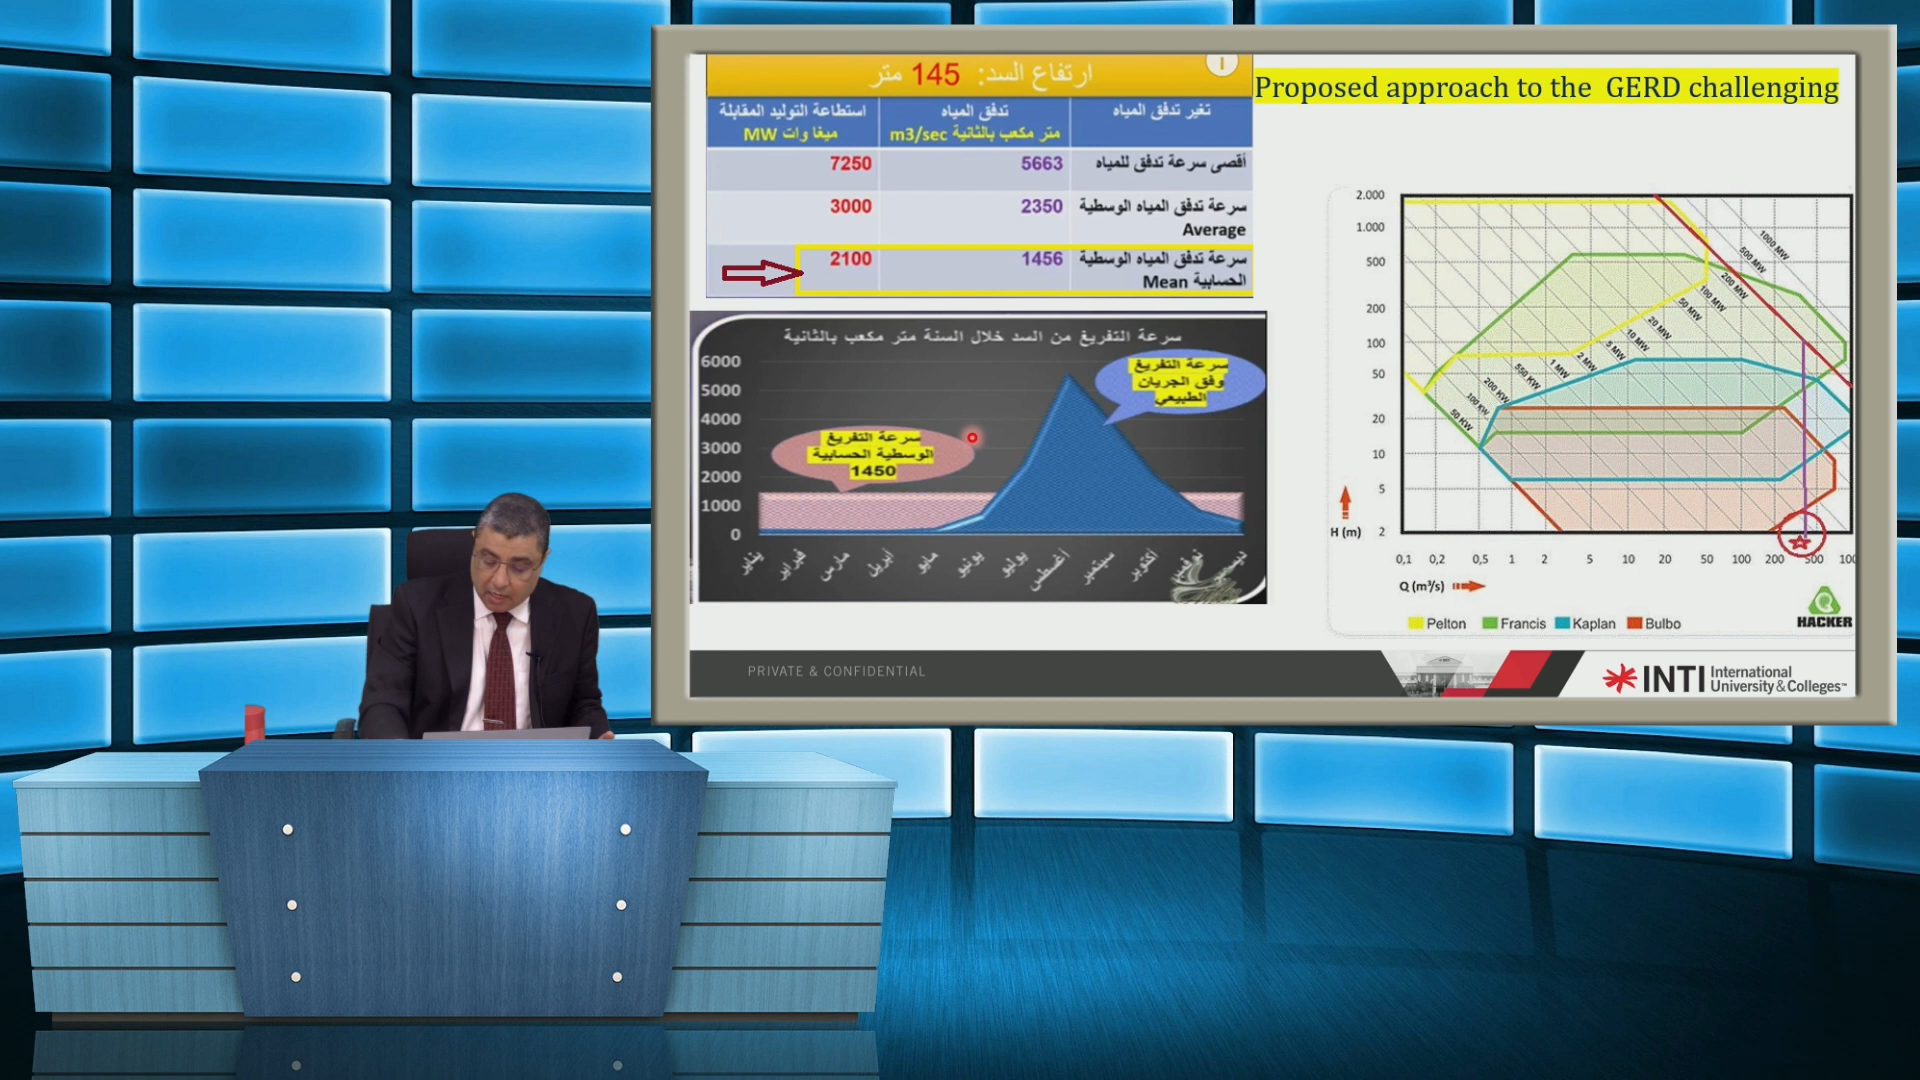 ارتفاع السد: 145 متر
Proposed approach to the GERD challenging
تغير تدفق المياه
تدفق المياه
متر مكعب بالثانية m3/sec
استطاعة التوليد المقابلة
ميغا وات MW
أقصى سرعة تدفق للمياه
5663
7250
سرعة تدفق المياه الوسطية
Average
2350
3000
سرعة تدفق المياه الوسطية
الحسابية Mean
1456
2100
سرعة التفريغ من السد خلال السنة متر مكعب بالثانية
6000
5000
4000
3000
2000
1000
0
سرعة التفريغ
وفق الجريان
الطبيعي
سرعة التفريغ
الوسطية الحسابية
1450
يناير
فبراير
مارس
أبريل
مايو
يونيو
يوليو
أغسطس
سبتمبر
أكتوبر
نوفمبر
ديسمبر
2.000
1.000
500
200
100
50
20
10
5
2
H (m)
1000 MW
500 MW
200 MW
100 MW
50 MW
20 MW
10 MW
5 MW
2 MW
1 MW
550 KW
200 KW
100 KW
50 KW
0,1 0,2 0,5 1 2 5 10 20 50 100 200 500 100
Q (m³/s)
Pelton Francis Kaplan Bulbo
HACKER
PRIVATE & CONFIDENTIAL
INTI International
University & Colleges